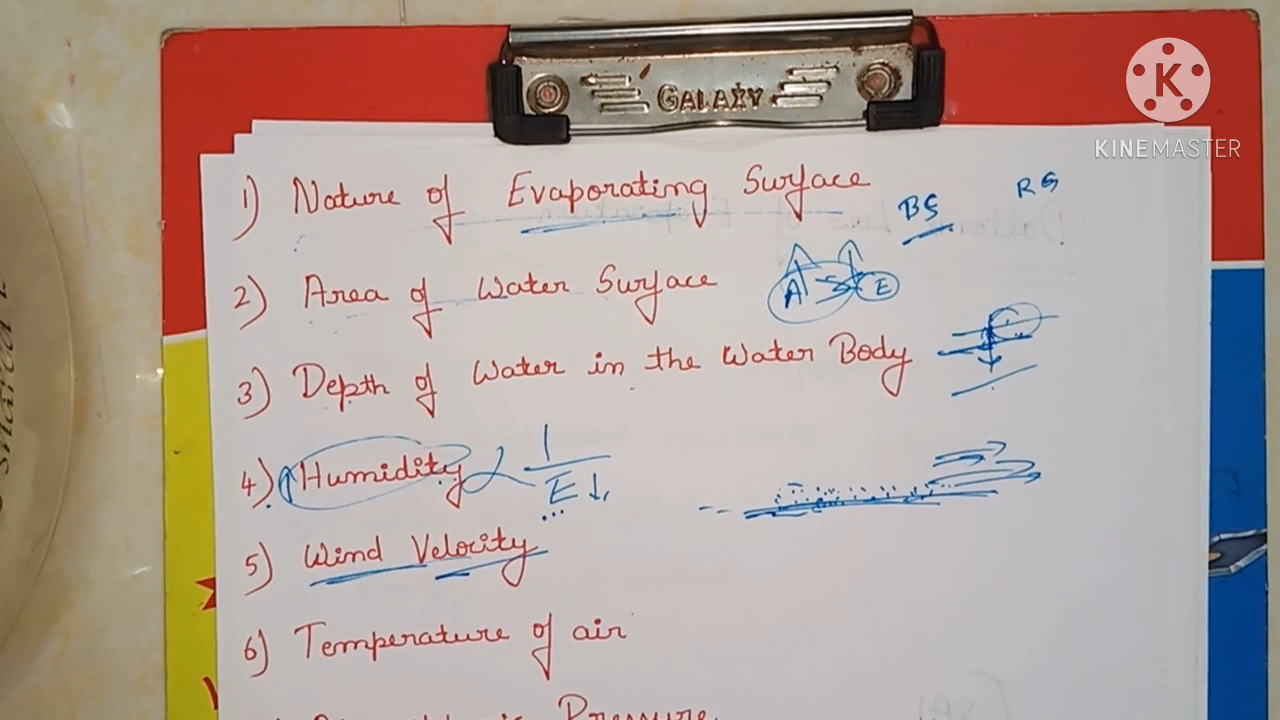 GALAXY
K
KINEMASTER
1) Nature of Evaporating Surface
BS RS
2) Area of Water Surface A E
3) Depth of Water in the Water Body
4) Humidity ∝ 1/E ↓
5) Wind Velocity
6) Temperature of air
Pressure